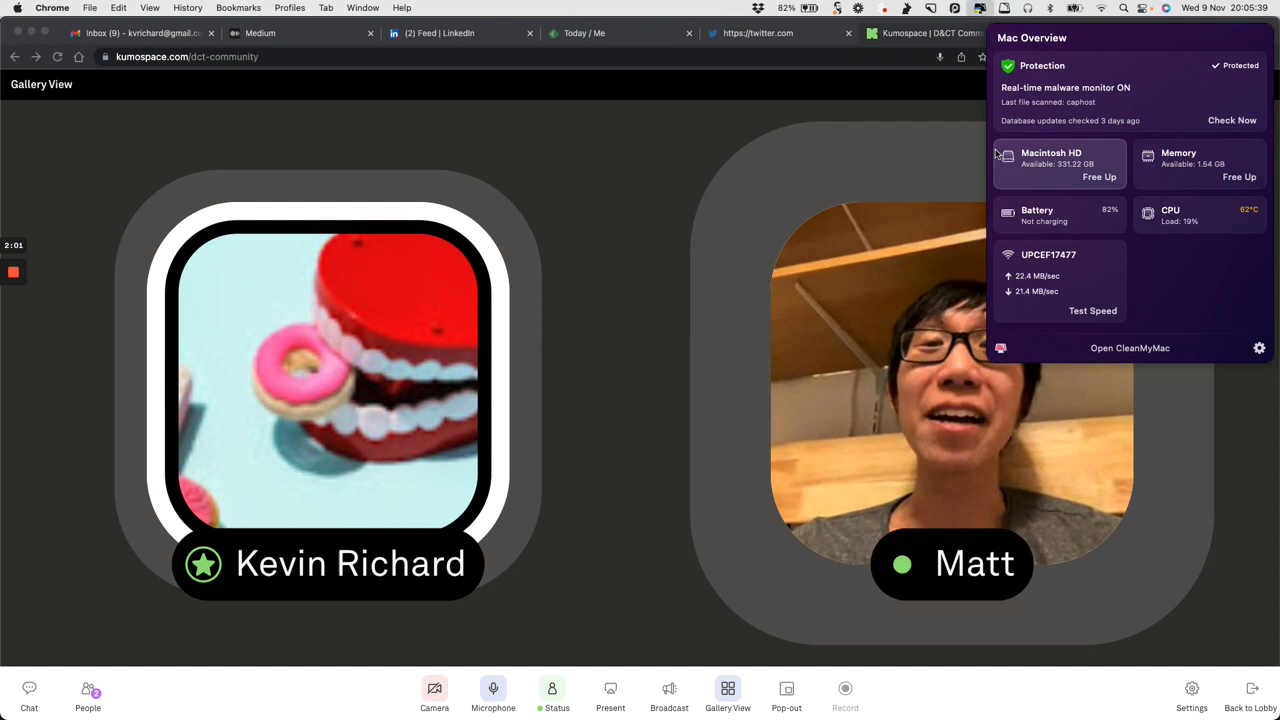 Chrome File Edit View History Bookmarks Profiles Tab Window Help 82% Wed 9 Nov 20:05:39
Inbox (9) - kvrichard@gmail.c Medium (2) Feed | LinkedIn Today / Me https://twitter.com Kumospace | D&CT Comm
kumospace.com/dct-community
Gallery View
Mac Overview
Protection Protected
Real-time malware monitor ON
Last file scanned: caphost
Database updates checked 3 days ago Check Now
Macintosh HD
Available: 331.22 GB
Free Up
Memory
Available: 1.54 GB
Free Up
Battery 82%
Not charging
CPU 62°C
Load: 19%
UPCEF17477
22.4 MB/sec
21.4 MB/sec
Test Speed
Open CleanMyMac
2:01
Kevin Richard
Matt
Chat People 2 Camera Microphone Status Present Broadcast Gallery View Pop-out Record Settings Back to Lobby